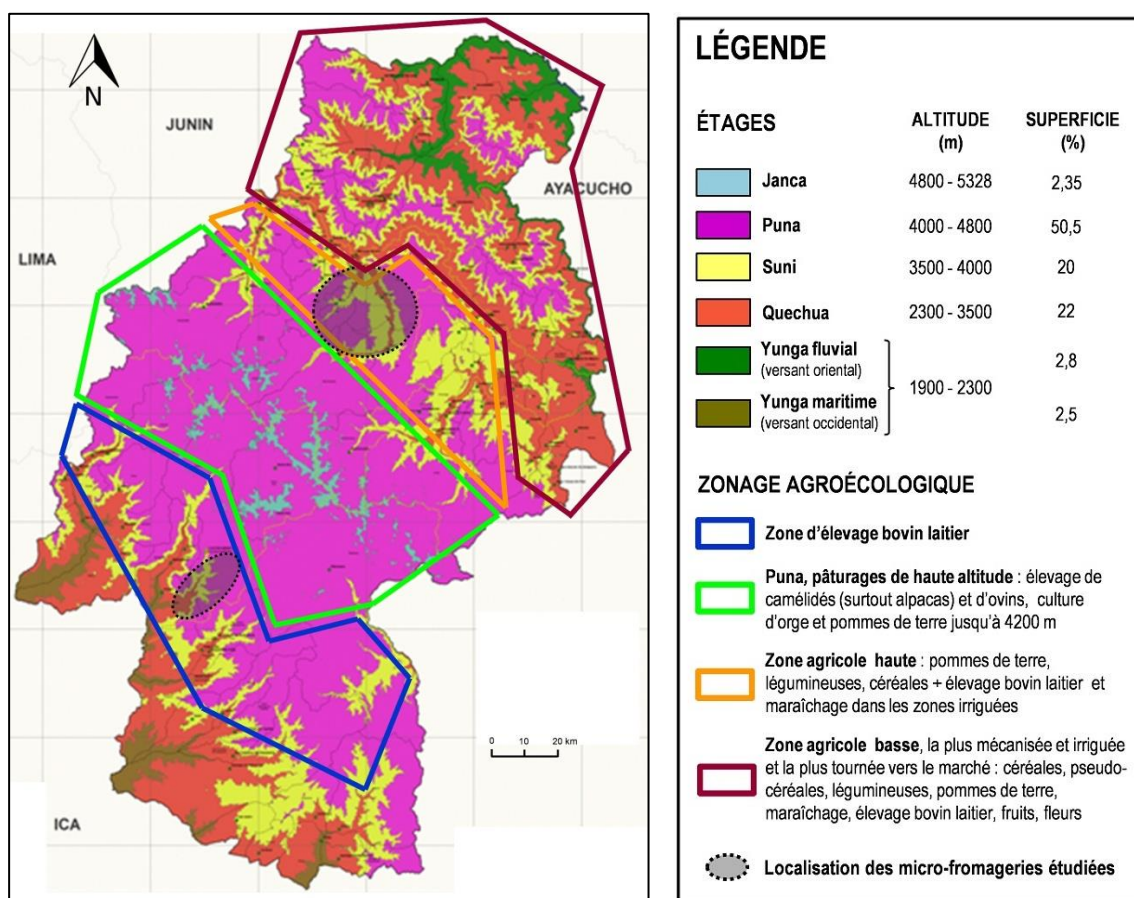 N
JUNIN
AYACUCHO
LIMA
ICA
0 10 20 km
LÉGENDE
ÉTAGES ALTITUDE (m) SUPERFICIE (%)
Janca 4800 - 5328 2,35
Puna 4000 - 4800 50,5
Suni 3500 - 4000 20
Quechua 2300 - 3500 22
Yunga fluvial
(versant oriental) 2,8
1900 - 2300
Yunga maritime
(versant occidental) 2,5
ZONAGE AGROÉCOLOGIQUE
Zone d'élevage bovin laitier
Puna, pâturages de haute altitude : élevage de
camélidés (surtout alpacas) et d'ovins, culture
d'orge et pommes de terre jusqu'à 4200 m
Zone agricole haute : pommes de terre,
légumineuses, céréales + élevage bovin laitier et
maraîchage dans les zones irriguées
Zone agricole basse, la plus mécanisée et irriguée
et la plus tournée vers le marché : céréales, pseudo-
céréales, légumineuses, pommes de terre,
maraîchage, élevage bovin laitier, fruits, fleurs
Localisation des micro-fromageries étudiées